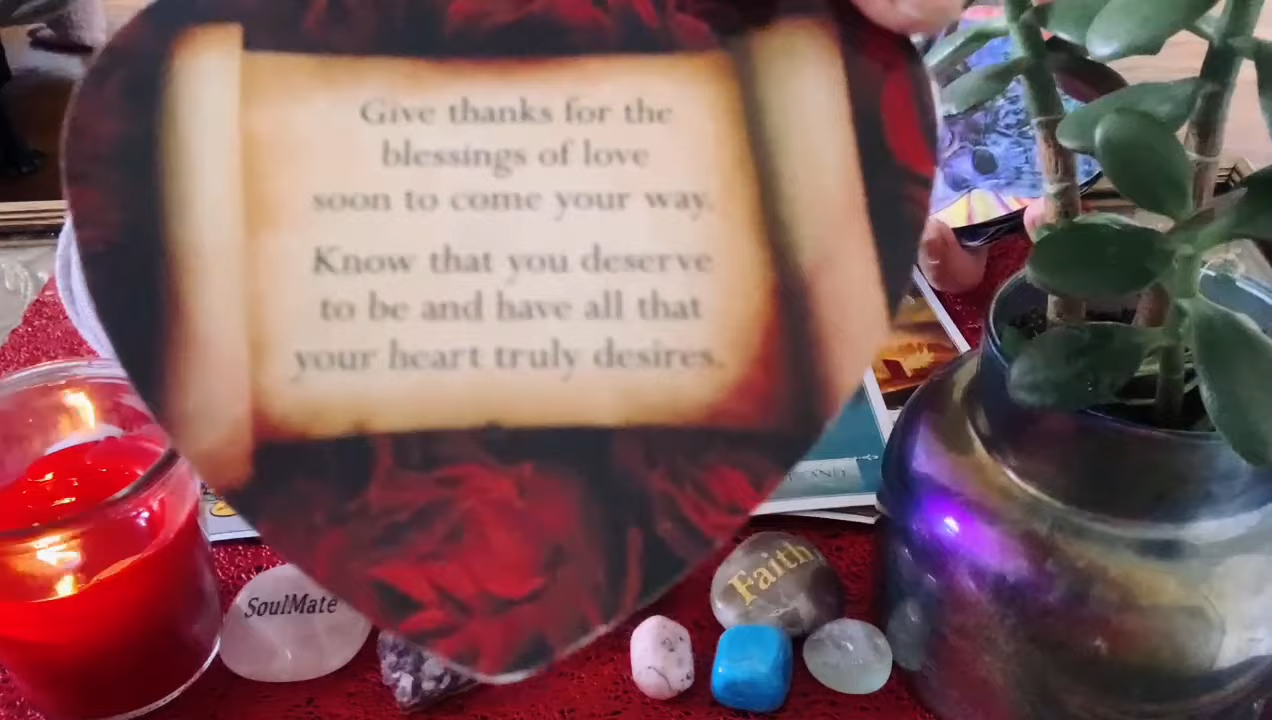 Give thanks for the
blessings of love
soon to come your way.
Know that you deserve
to be and have all that
your heart truly desires.
SoulMate
Faith